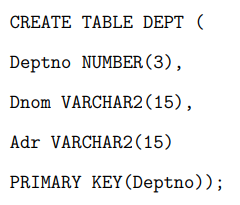 CREATE TABLE DEPT (
Deptno NUMBER(3),
Dnom VARCHAR2(15),
Adr VARCHAR2(15)
PRIMARY KEY(Deptno));